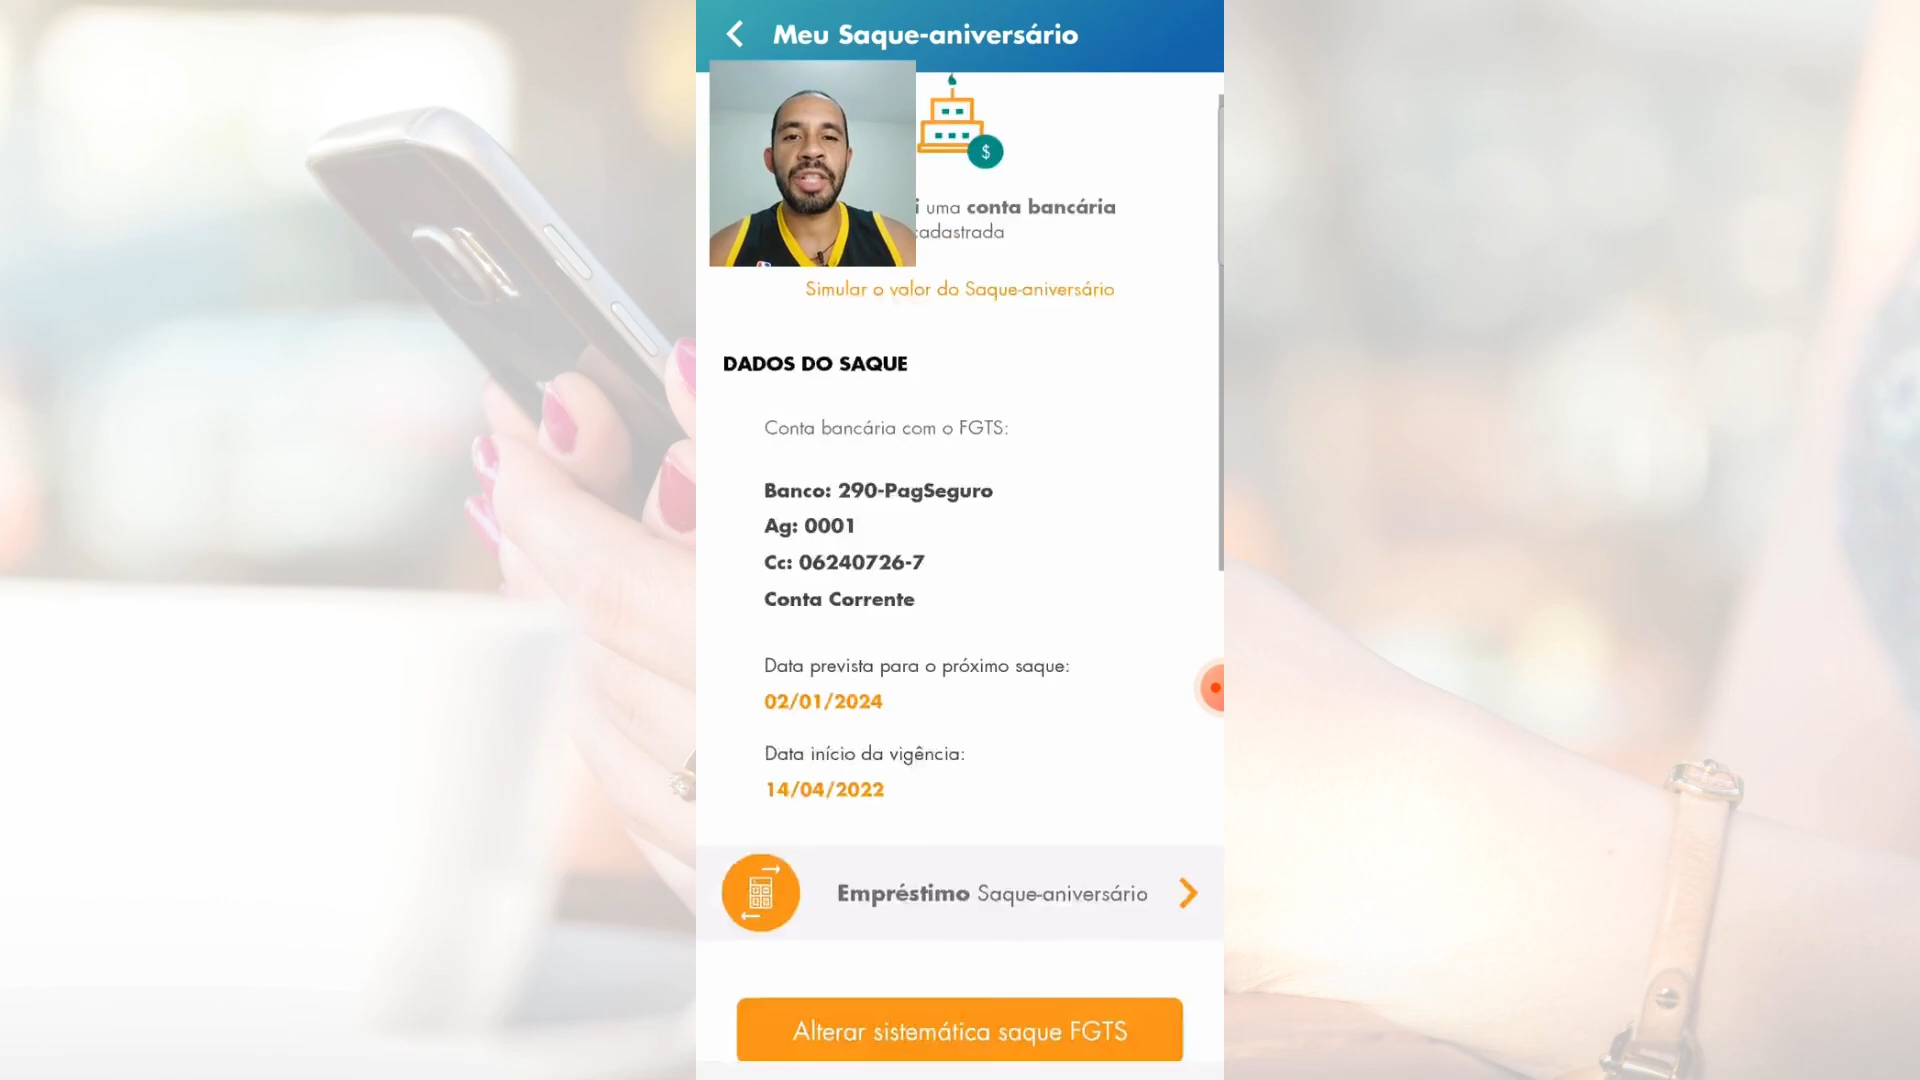 Meu Saque-aniversário
$
uma conta bancária
cadastrada
Simular o valor do Saque-aniversário
DADOS DO SAQUE
Conta bancária com o FGTS:
Banco: 290-PagSeguro
Ag: 0001
Cc: 06240726-7
Conta Corrente
Data prevista para o próximo saque:
02/01/2024
Data início da vigência:
14/04/2022
Empréstimo Saque-aniversário
Alterar sistemática saque FGTS